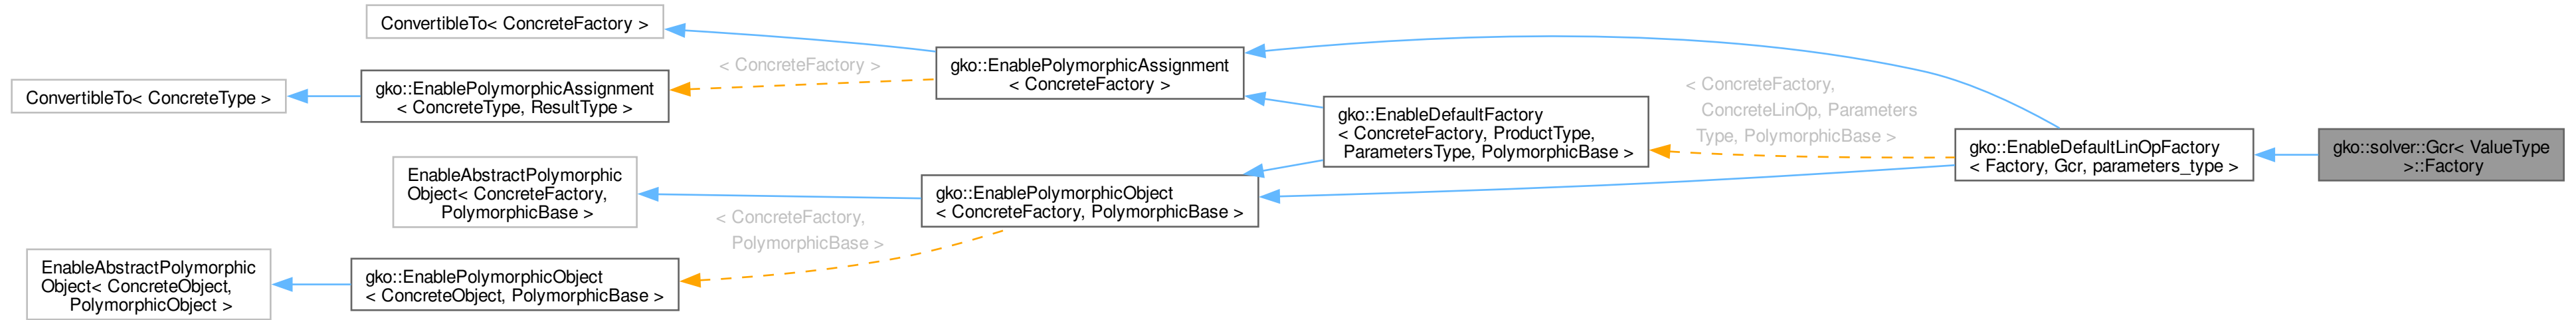 ConvertibleTo< ConcreteFactory >
ConvertibleTo< ConcreteType >
gko::EnablePolymorphicAssignment
< ConcreteType, ResultType >
< ConcreteFactory >
gko::EnablePolymorphicAssignment
< ConcreteFactory >
EnableAbstractPolymorphic
Object< ConcreteFactory,
PolymorphicBase >
EnableAbstractPolymorphic
Object< ConcreteObject,
PolymorphicObject >
gko::EnablePolymorphicObject
< ConcreteObject, PolymorphicBase >
< ConcreteFactory,
PolymorphicBase >
gko::EnablePolymorphicObject
< ConcreteFactory, PolymorphicBase >
gko::EnableDefaultFactory
< ConcreteFactory, ProductType,
ParametersType, PolymorphicBase >
< ConcreteFactory,
ConcreteLinOp, Parameters
Type, PolymorphicBase >
gko::EnableDefaultLinOpFactory
< Factory, Gcr, parameters_type >
gko::solver::Gcr< ValueType
>::Factory